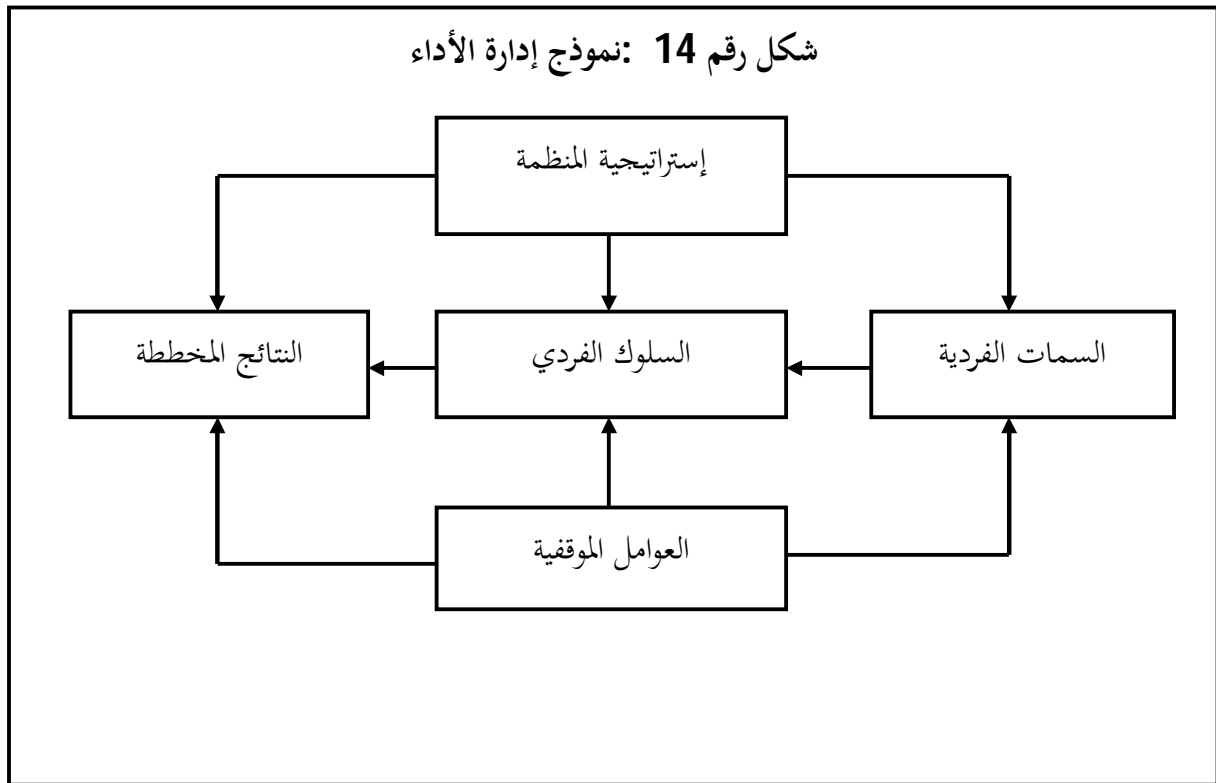 شكل رقم 14 :نموذج إدارة الأداء
إستراتيجية المنظمة
السمات الفردية
السلوك الفردي
النتائج المخططة
العوامل الموقفية